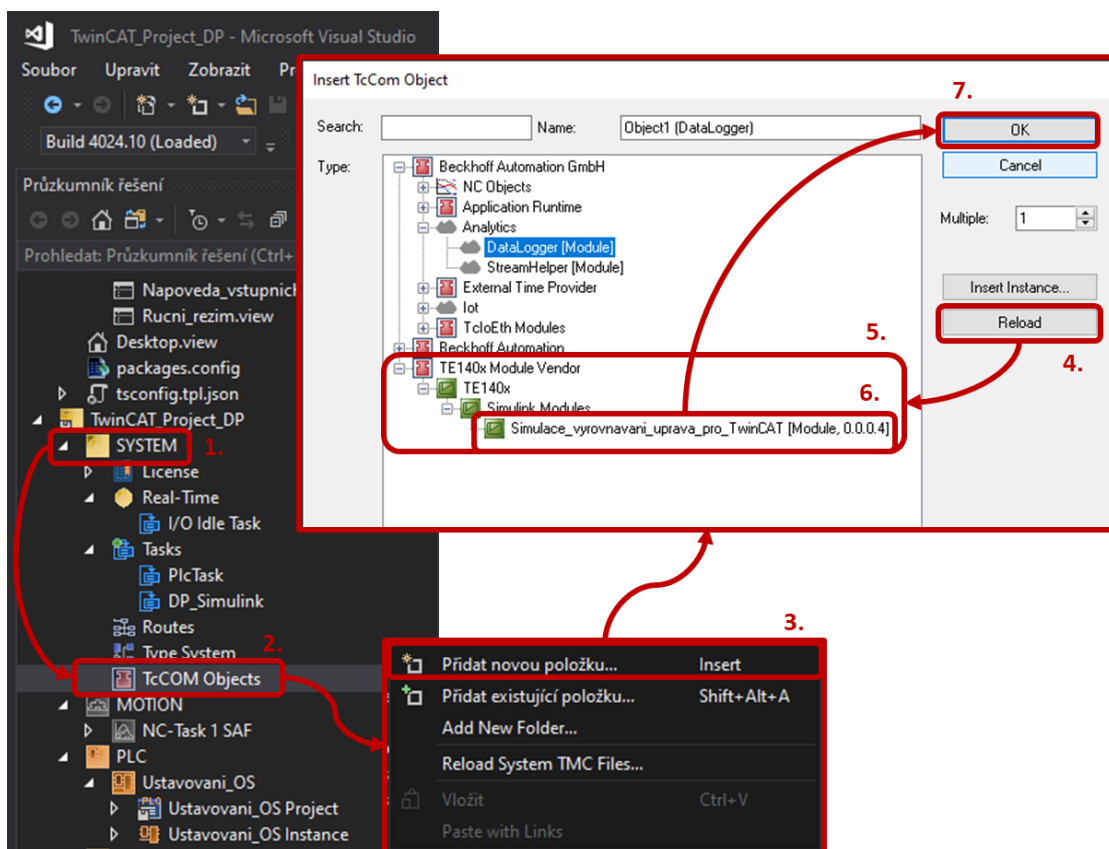 TwinCAT_Project_DP - Microsoft Visual Studio
Soubor Upravit Zobrazit
Build 4024.10 (Loaded)
Průzkumník řešení
Prohledat: Průzkumník řešení (Ctrl+
Napoveda_vstupnich
Rucni_rezim.view
Desktop.view
packages.config
tsconfig.tpl.json
TwinCAT_Project_DP
SYSTEM 1.
License
Real-Time
I/O Idle Task
Tasks
PlcTask
DP_Simulink
Routes
Type System 2.
TcCOM Objects
MOTION
NC-Task 1 SAF
PLC
Ustavovani_OS
Ustavovani_OS Project
Ustavovani_OS Instance
Insert TcCom Object
7.
Search: Name: Object1 (DataLogger) OK
Type:
Beckhoff Automation GmbH
Cancel
NC Objects
Application Runtime
Multiple: 1
Analytics
DataLogger [Module]
StreamHelper [Module]
External Time Provider
Insert Instance...
Iot
TcIoEth Modules
Reload
Beckhoff Automation
5.
4.
TE140x Module Vendor
TE140x
6.
Simulink Modules
Simulace_vyrovnavani_uprava_pro_TwinCAT [Module, 0.0.0.4]
3.
Přidat novou položku... Insert
Přidat existující položku... Shift+Alt+A
Add New Folder...
Reload System TMC Files...
Vložit Ctrl+V
Paste with Links